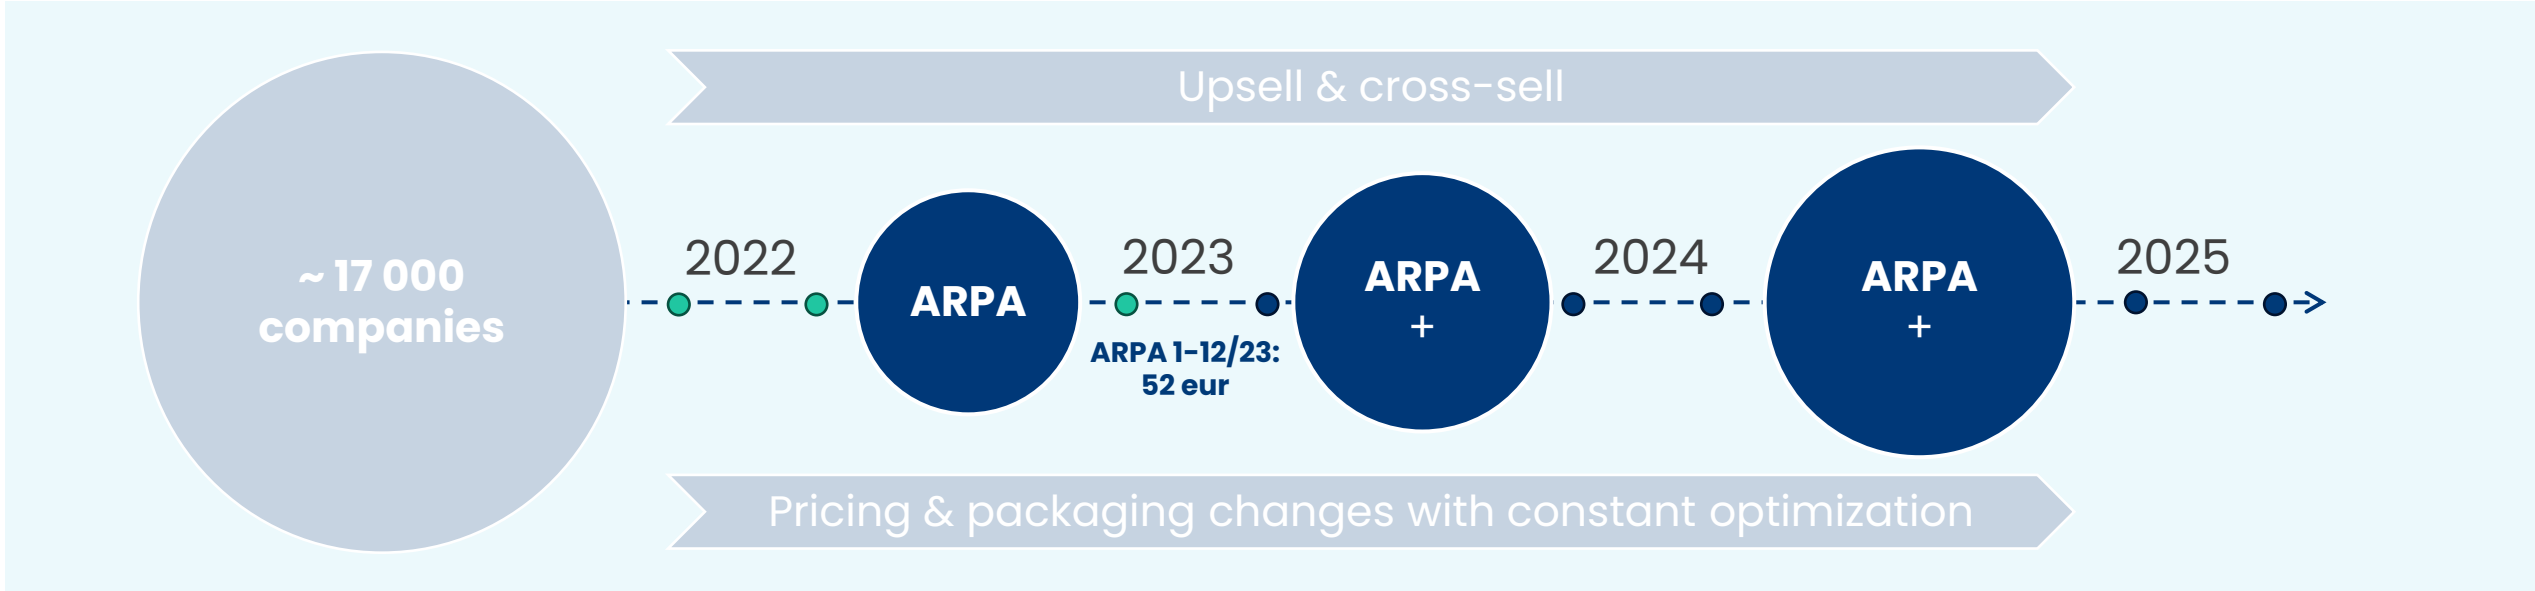 Upsell & cross-sell
~ 17 000
companies
2022
ARPA
2023
ARPA 1-12/23:
52 eur
ARPA
+
2024
ARPA
+
2025
Pricing & packaging changes with constant optimization